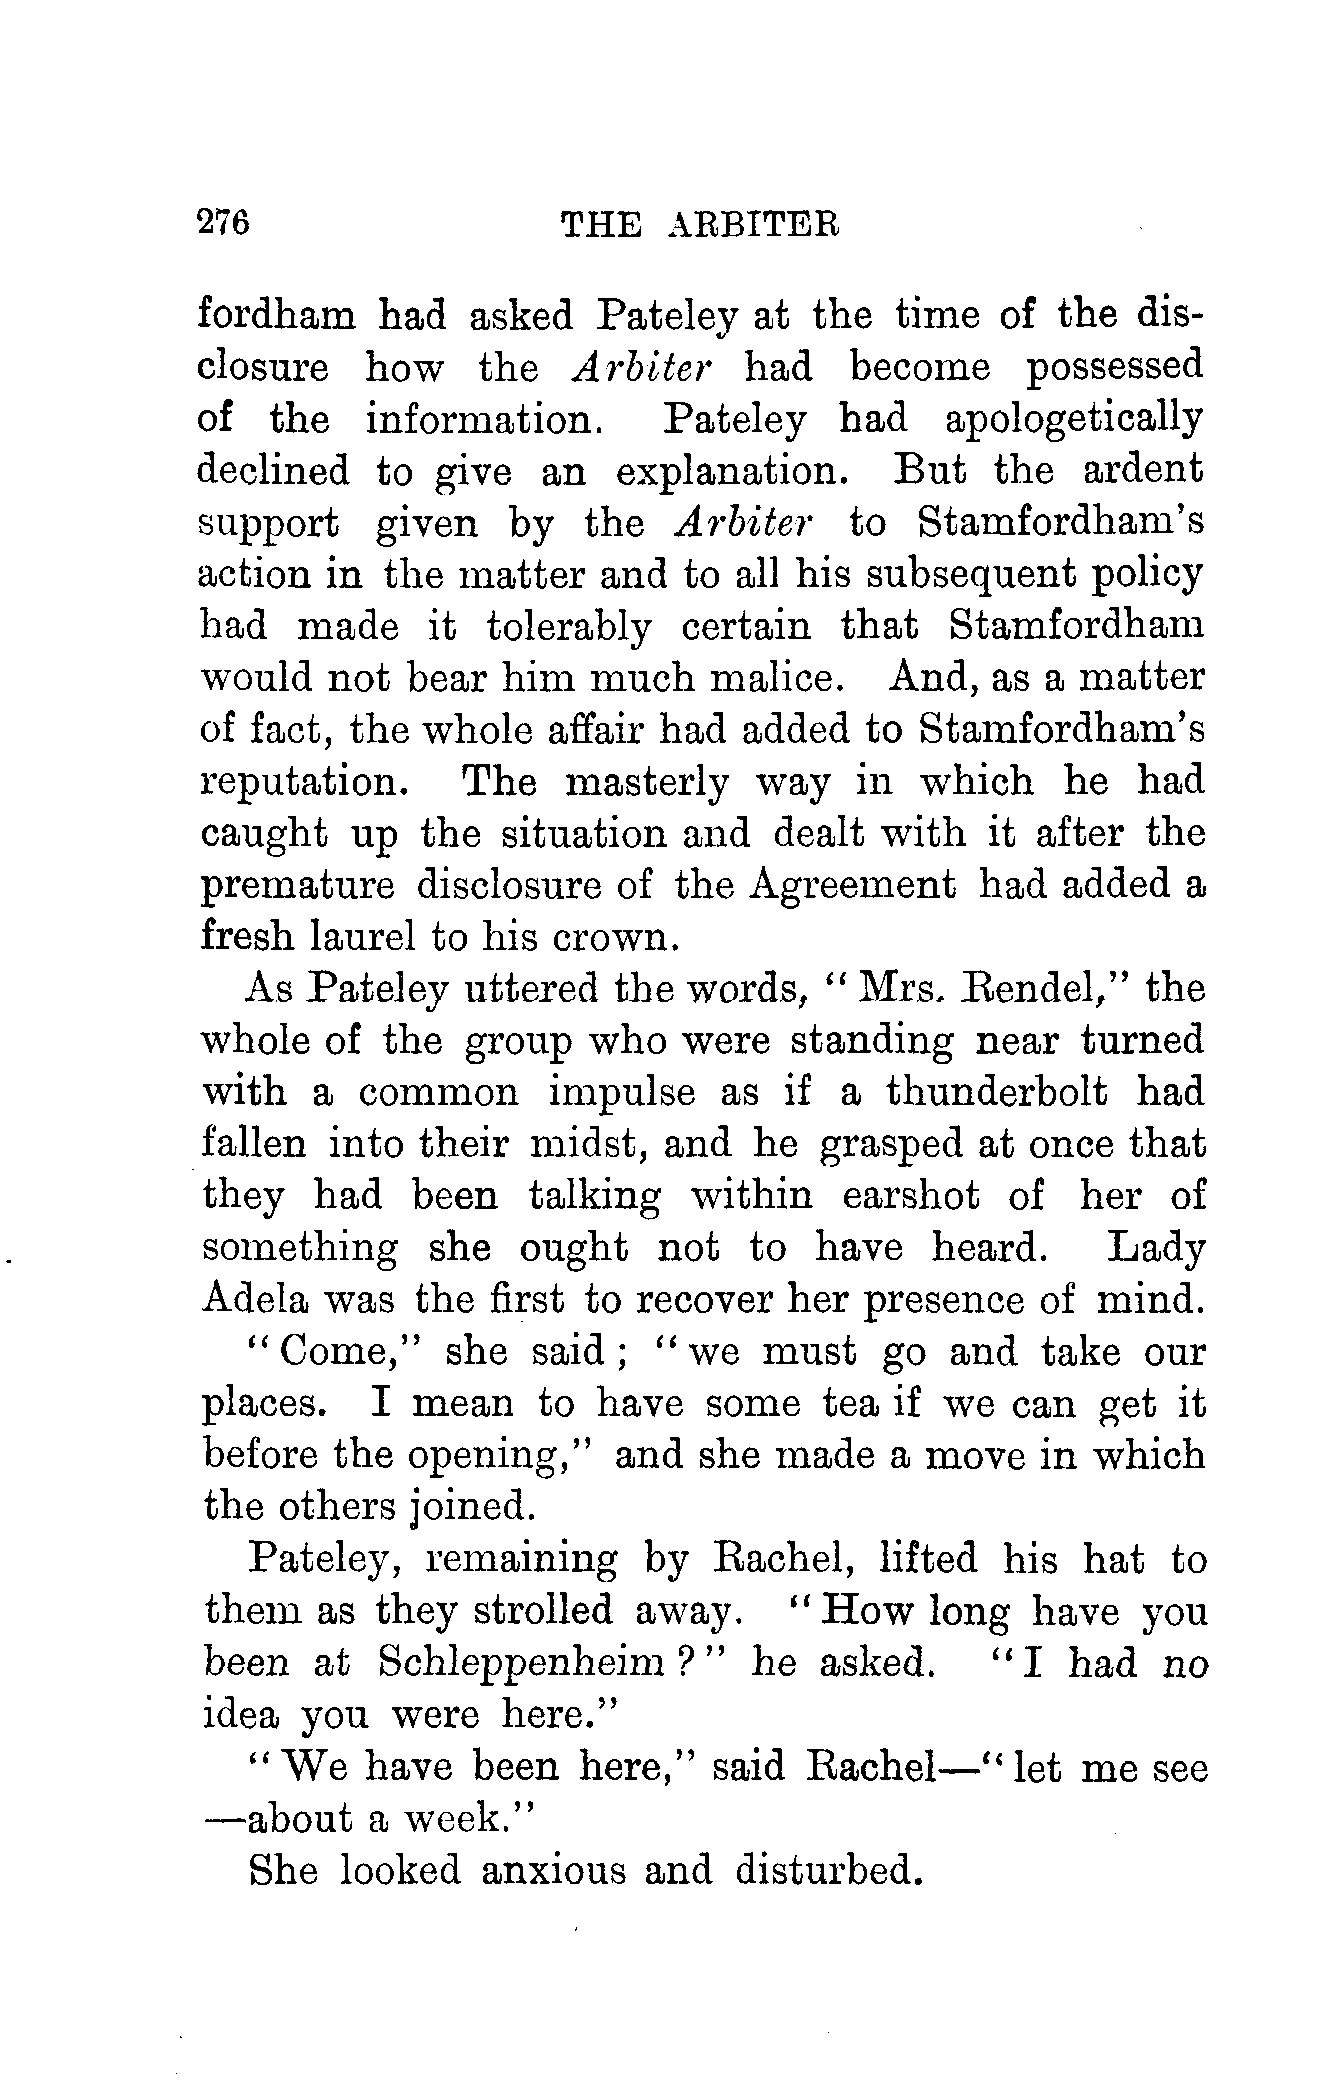 276 THE ARBITER
fordham had asked Pateley at the time of the dis-
closure how the Arbiter had become possessed
of the information. Pateley had apologetically
declined to give an explanation. But the ardent
support given by the Arbiter to Stamfordham's
action in the matter and to all his subsequent policy
had made it tolerably certain that Stamfordham
would not bear him much malice. And, as a matter
of fact, the whole affair had added to Stamfordham's
reputation. The masterly way in which he had
caught up the situation and dealt with it after the
premature disclosure of the Agreement had added a
fresh laurel to his crown.
As Pateley uttered the words, "Mrs. Rendel," the
whole of the group who were standing near turned
with a common impulse as if a thunderbolt had
fallen into their midst, and he grasped at once that
they had been talking within earshot of her of
something she ought not to have heard. Lady
Adela was the first to recover her presence of mind.
"Come," she said; "we must go and take our
places. I mean to have some tea if we can get it
before the opening," and she made a move in which
the others joined.
Pateley, remaining by Rachel, lifted his hat to
them as they strolled away. "How long have you
been at Schleppenheim?" he asked. "I had no
idea you were here."
"We have been here," said Rachel—"let me see
—about a week."
She looked anxious and disturbed.